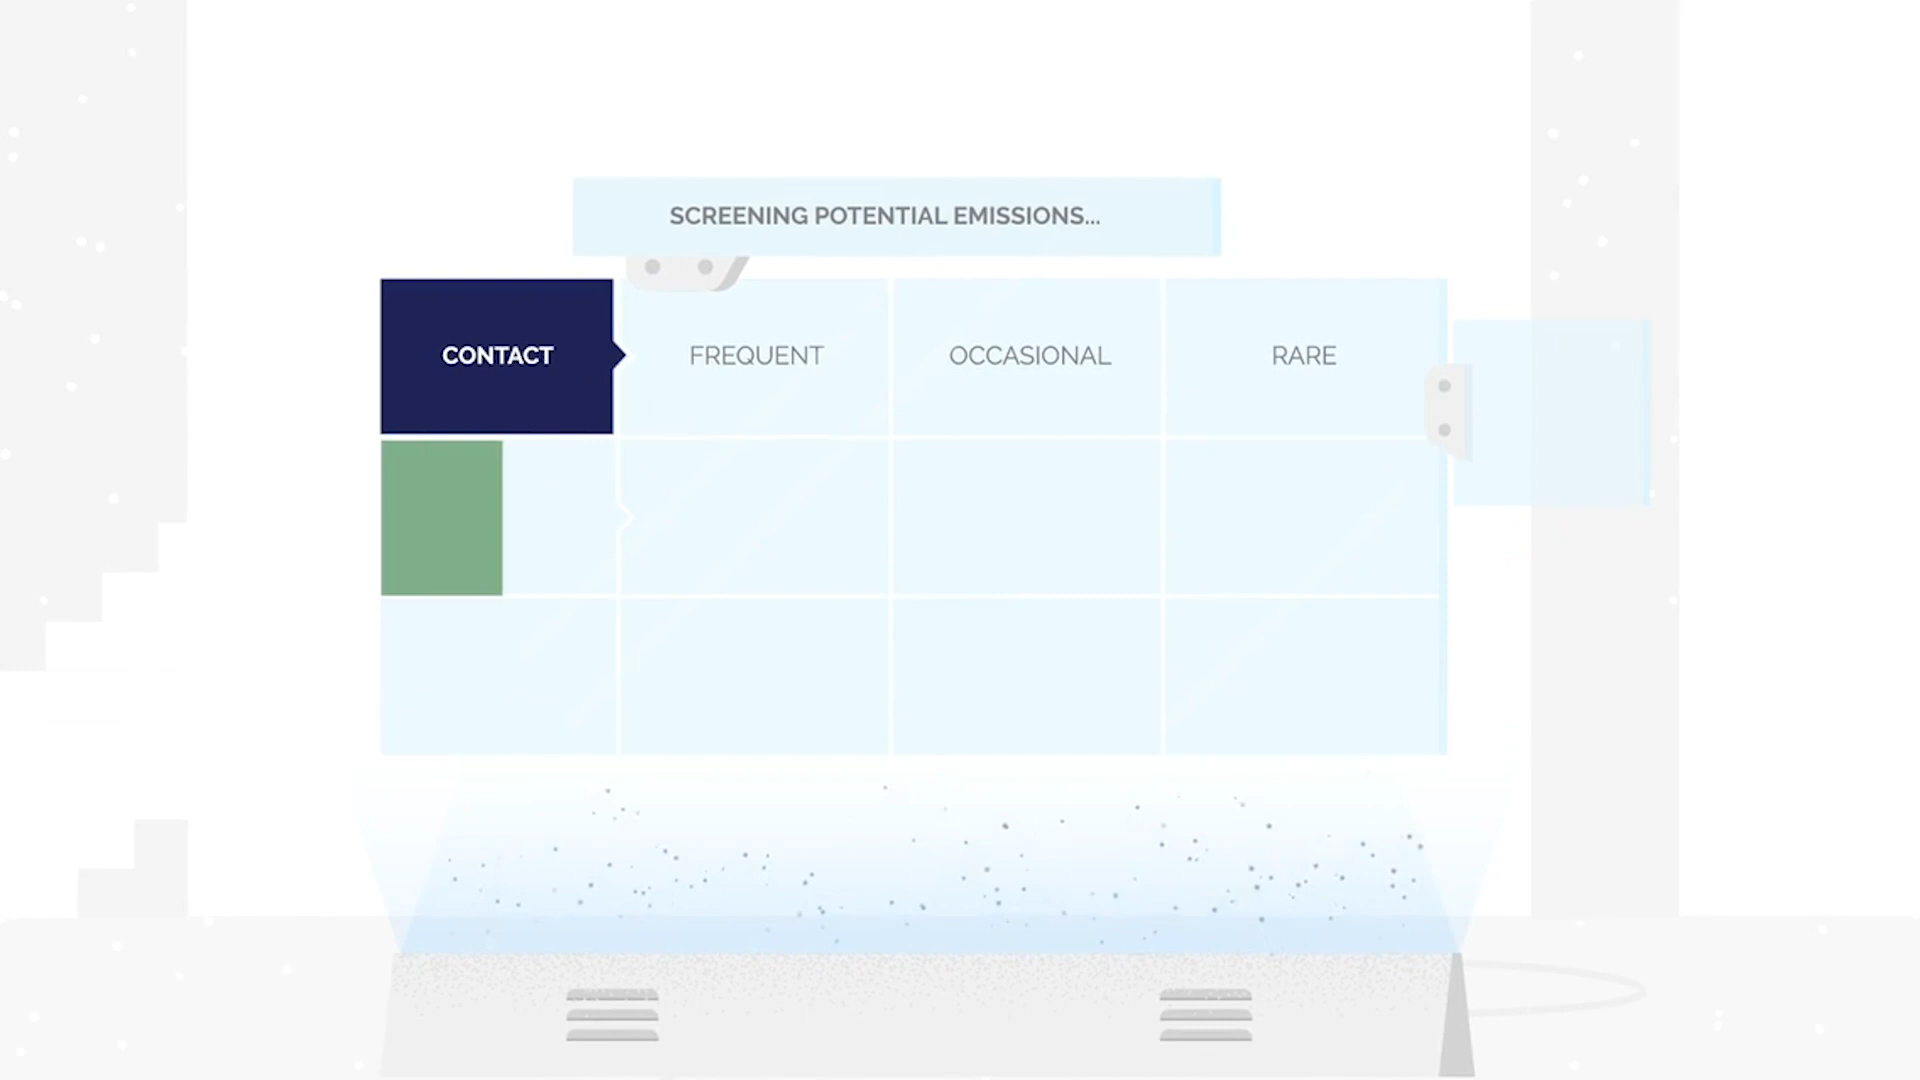 SCREENING POTENTIAL EMISSIONS...
CONTACT
FREQUENT
OCCASIONAL
RARE